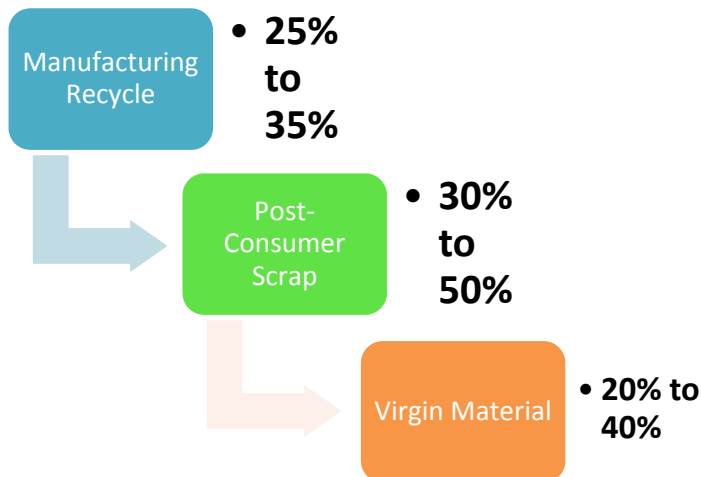 Manufacturing
Recycle
• 25%
to
35%
Post-
Consumer
Scrap
• 30%
to
50%
Virgin Material
• 20% to
40%